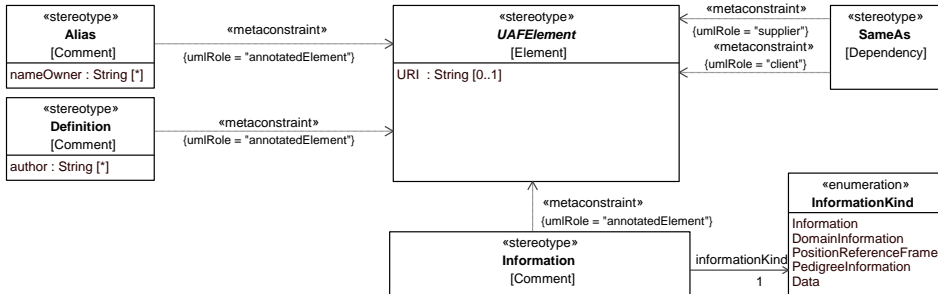 «stereotype»
Alias
[Comment]
nameOwner : String [*]
«metaconstraint»
{umlRole = "annotatedElement"}
«stereotype»
UAFElement
[Element]
URI : String [0..1]
«metaconstraint»
{umlRole = "supplier"}
«metaconstraint»
{umlRole = "client"}
«stereotype»
SameAs
[Dependency]
«stereotype»
Definition
[Comment]
author : String [*]
«metaconstraint»
{umlRole = "annotatedElement"}
«metaconstraint»
{umlRole = "annotatedElement"}
«stereotype»
Information
[Comment]
informationKind
1
«enumeration»
InformationKind
Information
DomainInformation
PositionReferenceFrame
PedigreeInformation
Data